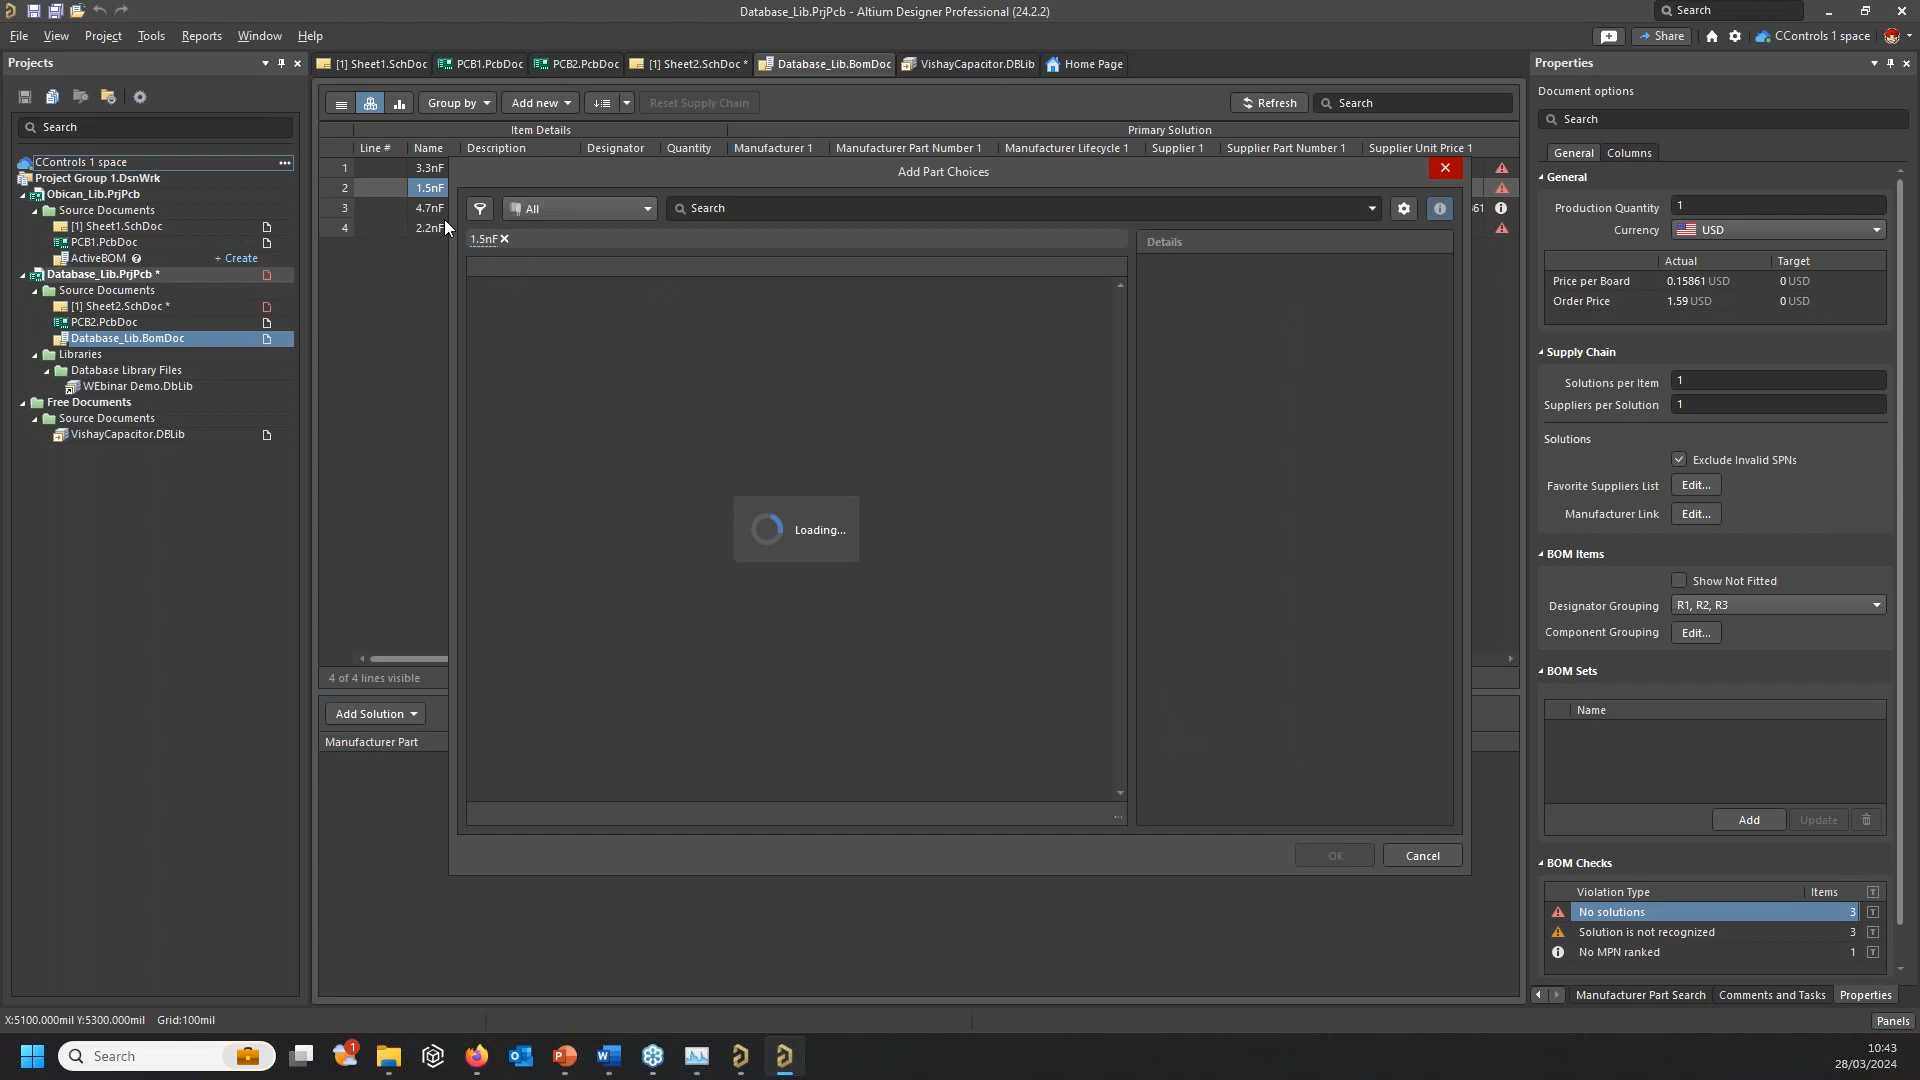 Database_Lib.PrjPcb - Altium Designer Professional (24.2.2)
Search
File View Project Tools Reports Window Help
Share
CControls 1 space
Projects
[1] Sheet1.SchDoc
PCB1.PcbDoc
PCB2.PcbDoc
[1] Sheet2.SchDoc *
Database_Lib.BomDoc
VishayCapacitor.DBLib
Home Page
Properties
Search
CControls 1 space
Project Group 1.DsnWrk
Obican_Lib.PrjPcb
Source Documents
[1] Sheet1.SchDoc
PCB1.PcbDoc
ActiveBOM
+ Create
Database_Lib.PrjPcb *
Source Documents
[1] Sheet2.SchDoc *
PCB2.PcbDoc
Database_Lib.BomDoc
Libraries
Database Library Files
WEbinar Demo.DbLib
Free Documents
Source Documents
VishayCapacitor.DBLib
Group by
Add new
Reset Supply Chain
Refresh
Search
Item Details
Primary Solution
Line # Name Description Designator Quantity Manufacturer 1 Manufacturer Part Number 1 Manufacturer Lifecycle 1 Supplier 1 Supplier Part Number 1 Supplier Unit Price 1
1 3.3nF
2 1.5nF
3 4.7nF
61
4 2.2nF
Add Part Choices
All
Search
1.5nF
Details
Loading...
...
OK
Cancel
4 of 4 lines visible
Add Solution
Manufacturer Part
Document options
Search
General Columns
General
Production Quantity 1
Currency USD
Actual Target
Price per Board 0.15861 USD 0 USD
Order Price 1.59 USD 0 USD
Supply Chain
Solutions per Item 1
Suppliers per Solution 1
Solutions
Exclude Invalid SPNs
Favorite Suppliers List Edit...
Manufacturer Link Edit...
BOM Items
Show Not Fitted
Designator Grouping R1, R2, R3
Component Grouping Edit...
BOM Sets
Name
Add Update
BOM Checks
Violation Type Items
No solutions 3
Solution is not recognized 3
No MPN ranked 1
Manufacturer Part Search Comments and Tasks Properties
X:5100.000mil Y:5300.000mil Grid:100mil
Panels
Search
1
10:43
28/03/2024